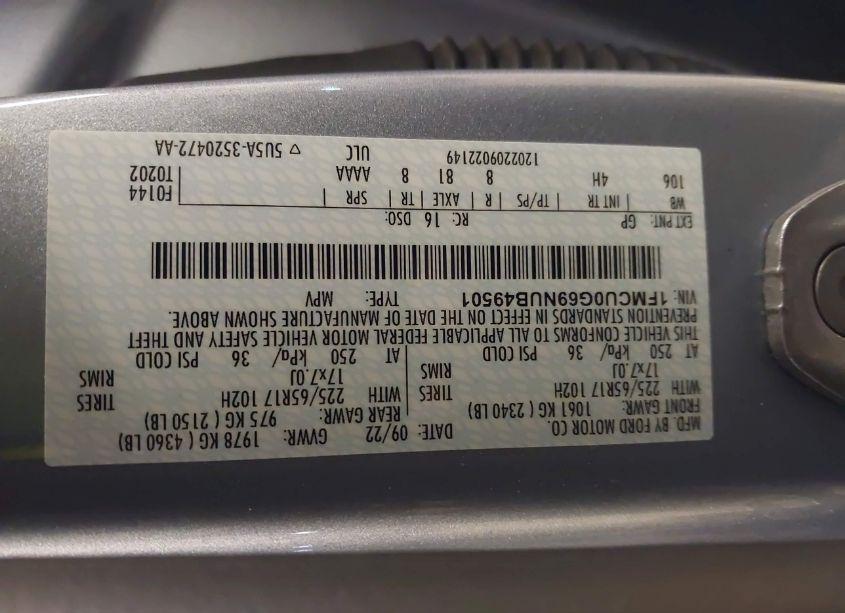 MFD. BY FORD MOTOR CO.
DATE: 09/22 GVWR: 1978 KG ( 4360 LB)
FRONT GAWR: 1061 KG ( 2340 LB) REAR GAWR: 975 KG ( 2150 LB)
WITH 225/65R17 102H TIRES WITH 225/65R17 102H TIRES
17x7.0J RIMS 17x7.0J RIMS
AT 250 kPa/ 36 PSI COLD AT 250 kPa/ 36 PSI COLD
THIS VEHICLE CONFORMS TO ALL APPLICABLE FEDERAL MOTOR VEHICLE SAFETY AND THEFT
PREVENTION STANDARDS IN EFFECT ON THE DATE OF MANUFACTURE SHOWN ABOVE.
VIN: 1FMCU0G69NUB49501 TYPE: MPV
EXT PNT: GP RC: 16 DSO: F0144
WB | INT TR | TP/PS | R | AXLE | TR | SPR T0202
106 4H 8 81 8 AAAA
120220902 2149 ULC ▽ 5U5A-3520472-AA